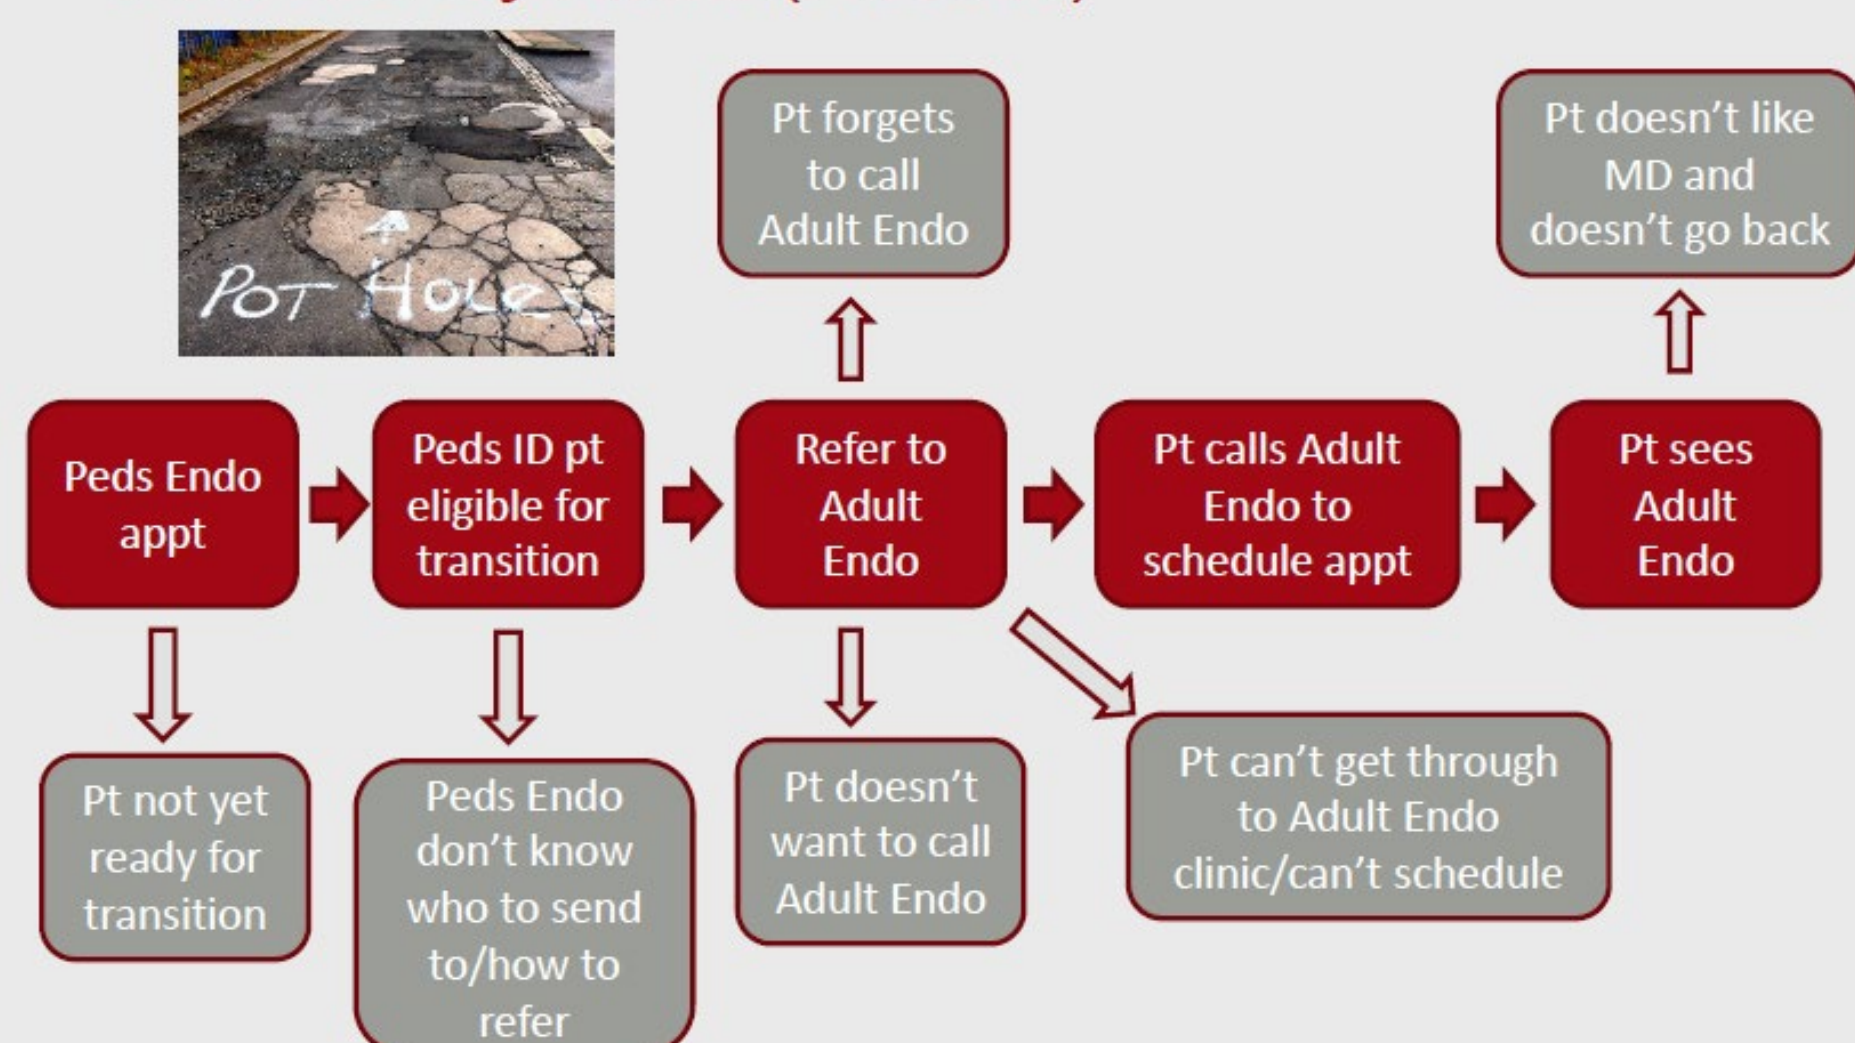 POT HOLES
Pt forgets
to call
Adult Endo
Pt doesn't like
MD and
doesn't go back
Peds Endo
appt
Peds ID pt
eligible for
transition
Refer to
Adult
Endo
Pt calls Adult
Endo to
schedule appt
Pt sees
Adult
Endo
Pt not yet
ready for
transition
Peds Endo
don't know
who to send
to/how to
refer
Pt doesn't
want to call
Adult Endo
Pt can't get through
to Adult Endo
clinic/can't schedule